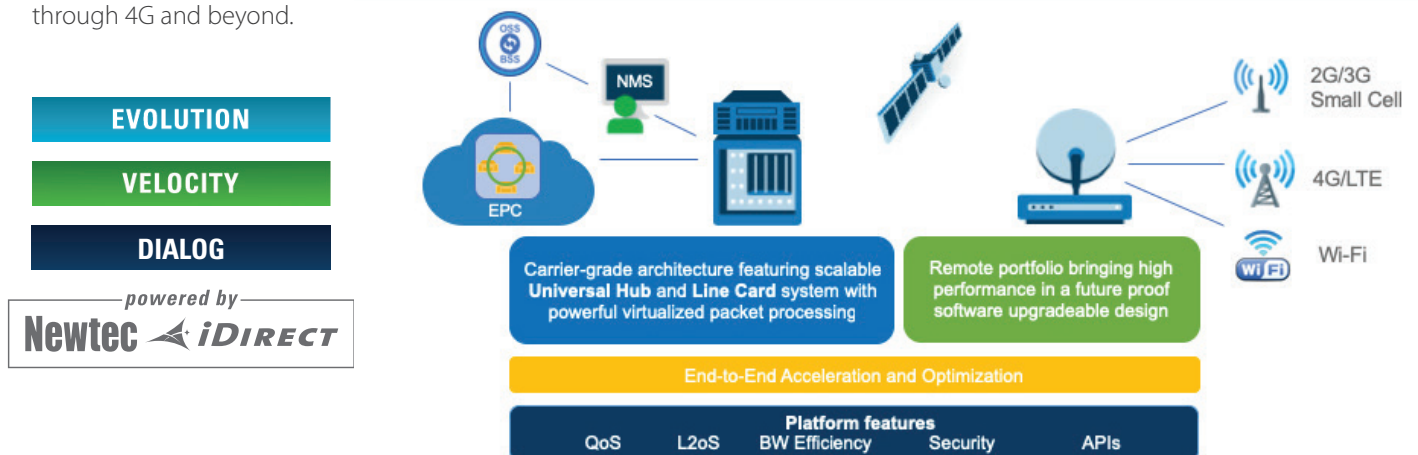 through 4G and beyond.
EVOLUTION
VELOCITY
DIALOG
powered by
Newtec iDIRECT
OSS
BSS
NMS
EPC
2G/3G
Small Cell
4G/LTE
Wi-Fi
Wi Fi
Carrier-grade architecture featuring scalable
Universal Hub and Line Card system with
powerful virtualized packet processing
Remote portfolio bringing high
performance in a future proof
software upgradeable design
End-to-End Acceleration and Optimization
Platform features
QoS L2oS BW Efficiency Security APIs